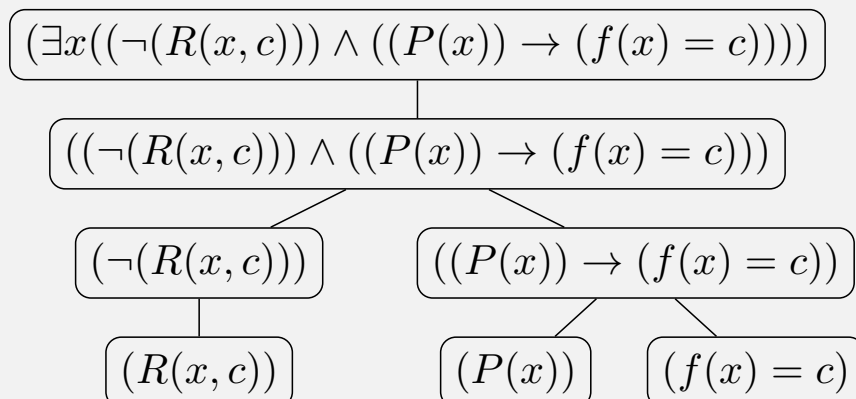 (∃x((¬(R(x, c))) ∧ ((P(x)) → (f(x) = c))))
((¬(R(x, c))) ∧ ((P(x)) → (f(x) = c)))
(¬(R(x, c))) ((P(x)) → (f(x) = c))
(R(x, c)) (P(x)) (f(x) = c)